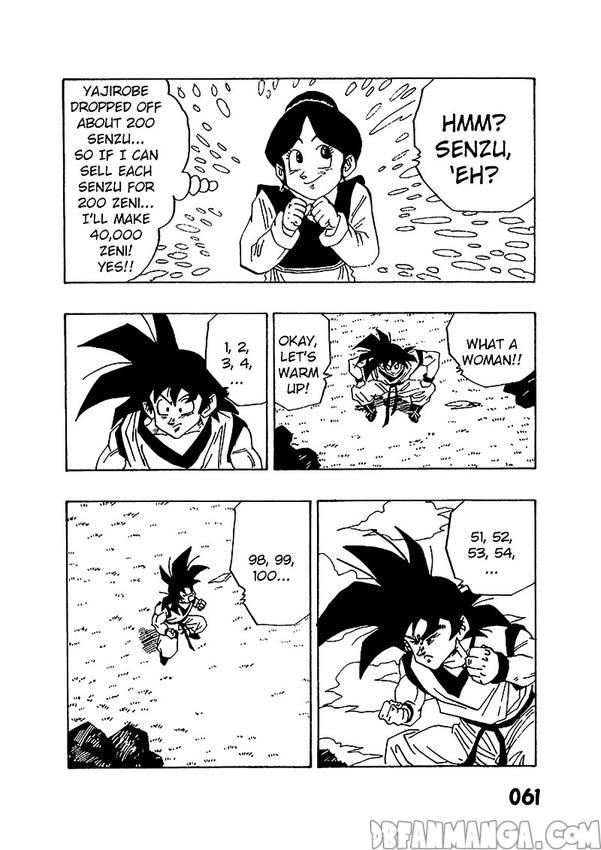 HMM?
SENZU,
'EH?
YAJIROBE
DROPPED OFF
ABOUT 200
SENZU...
SO IF I CAN
SELL EACH
SENZU FOR
200 ZENI...
I'LL MAKE
40,000
ZENI!
YES!!
WHAT A
WOMAN!!
OKAY,
LET'S
WARM
UP!
1, 2,
3, 4,
...
51, 52,
53, 54,
...
98, 99,
100...
061
DBFANMANGA.COM